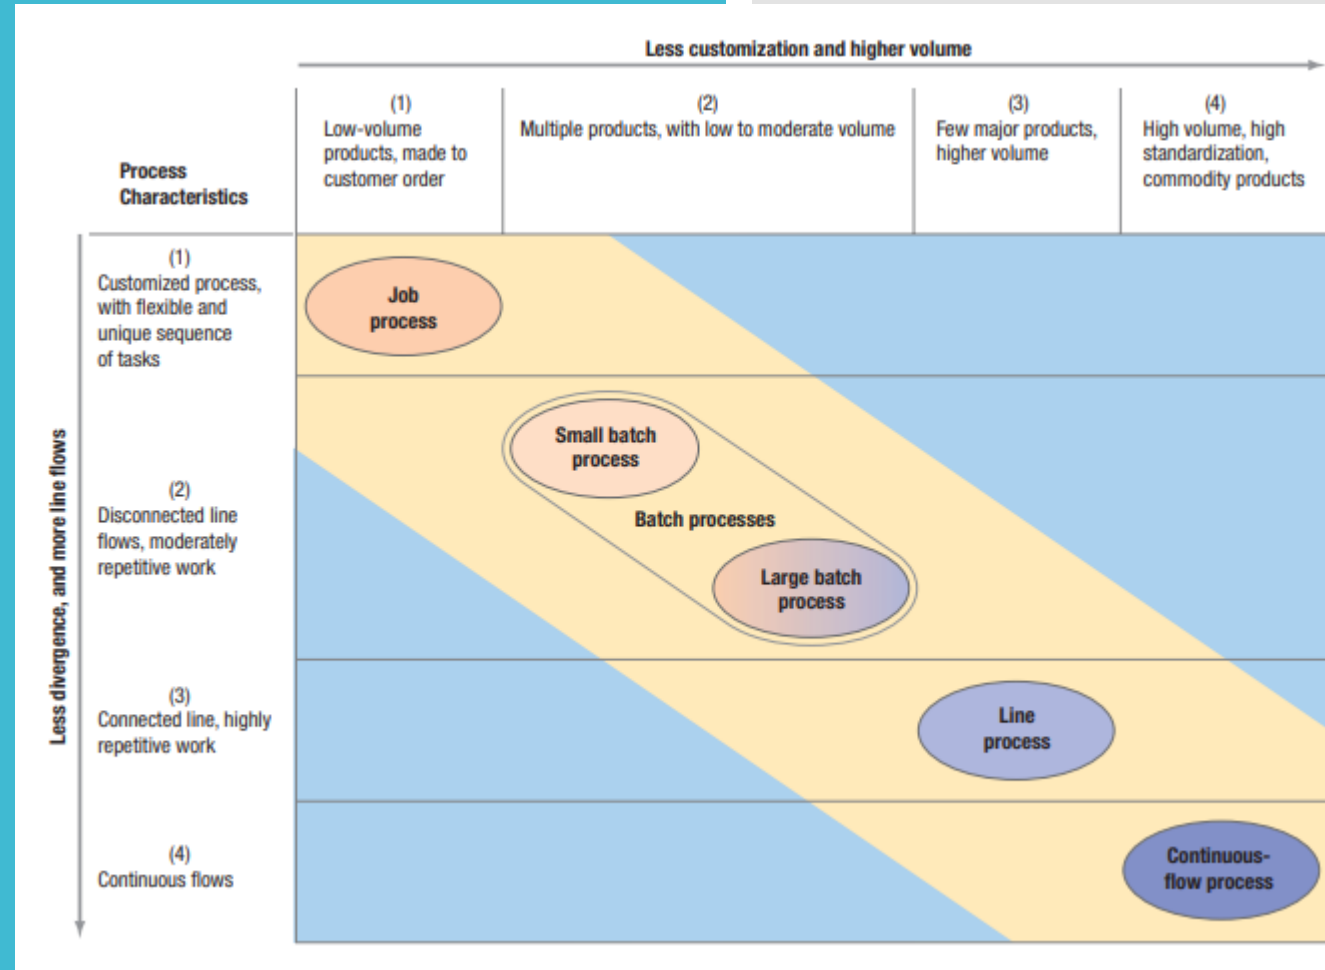 Less customization and higher volume
(1)
Low-volume
products, made to
customer order
(2)
Multiple products, with low to moderate volume
(3)
Few major products,
higher volume
(4)
High volume, high
standardization,
commodity products
Process
Characteristics
Less divergence, and more line flows
(1)
Customized process,
with flexible and
unique sequence
of tasks
Job
process
(2)
Disconnected line
flows, moderately
repetitive work
Small batch
process
Batch processes
Large batch
process
(3)
Connected line, highly
repetitive work
Line
process
(4)
Continuous flows
Continuous-
flow process